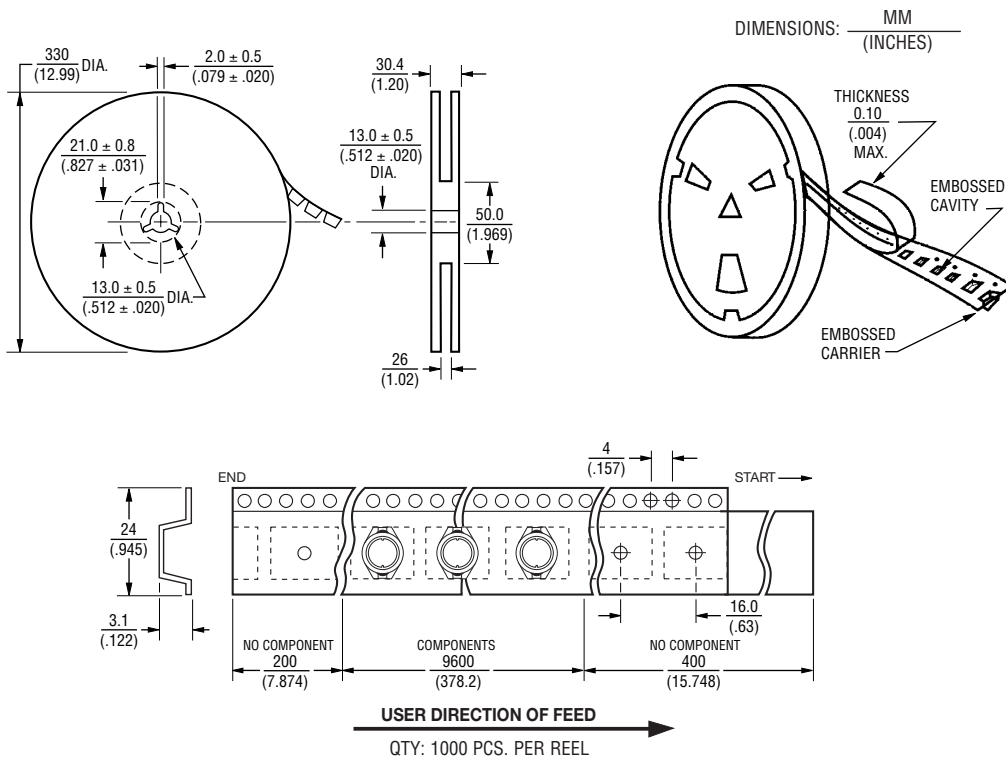 DIMENSIONS: MM
(INCHES)
330
(12.99) DIA.
2.0 ± 0.5
(.079 ± .020)
21.0 ± 0.8
(.827 ± .031)
13.0 ± 0.5
(.512 ± .020) DIA.
30.4
(1.20)
13.0 ± 0.5
(.512 ± .020)
DIA.
50.0
(1.969)
26
(1.02)
THICKNESS
0.10
(.004)
MAX.
EMBOSSED
CAVITY
EMBOSSED
CARRIER
4
(.157)
END
START
24
(.945)
3.1
(.122)
16.0
(.63)
NO COMPONENT
200
(7.874)
COMPONENTS
9600
(378.2)
NO COMPONENT
400
(15.748)
USER DIRECTION OF FEED
QTY: 1000 PCS. PER REEL